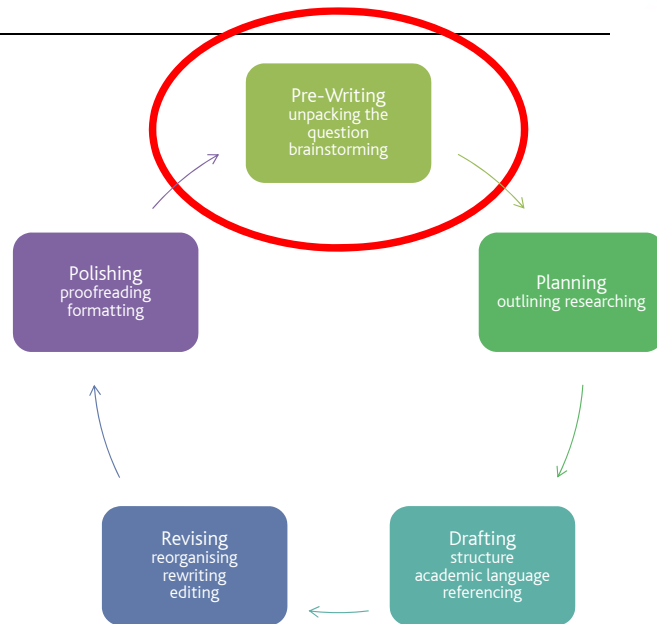 Pre-Writing
unpacking the
question
brainstorming
Planning
outlining researching
Drafting
structure
academic language
referencing
Revising
reorganising
rewriting
editing
Polishing
proofreading
formatting